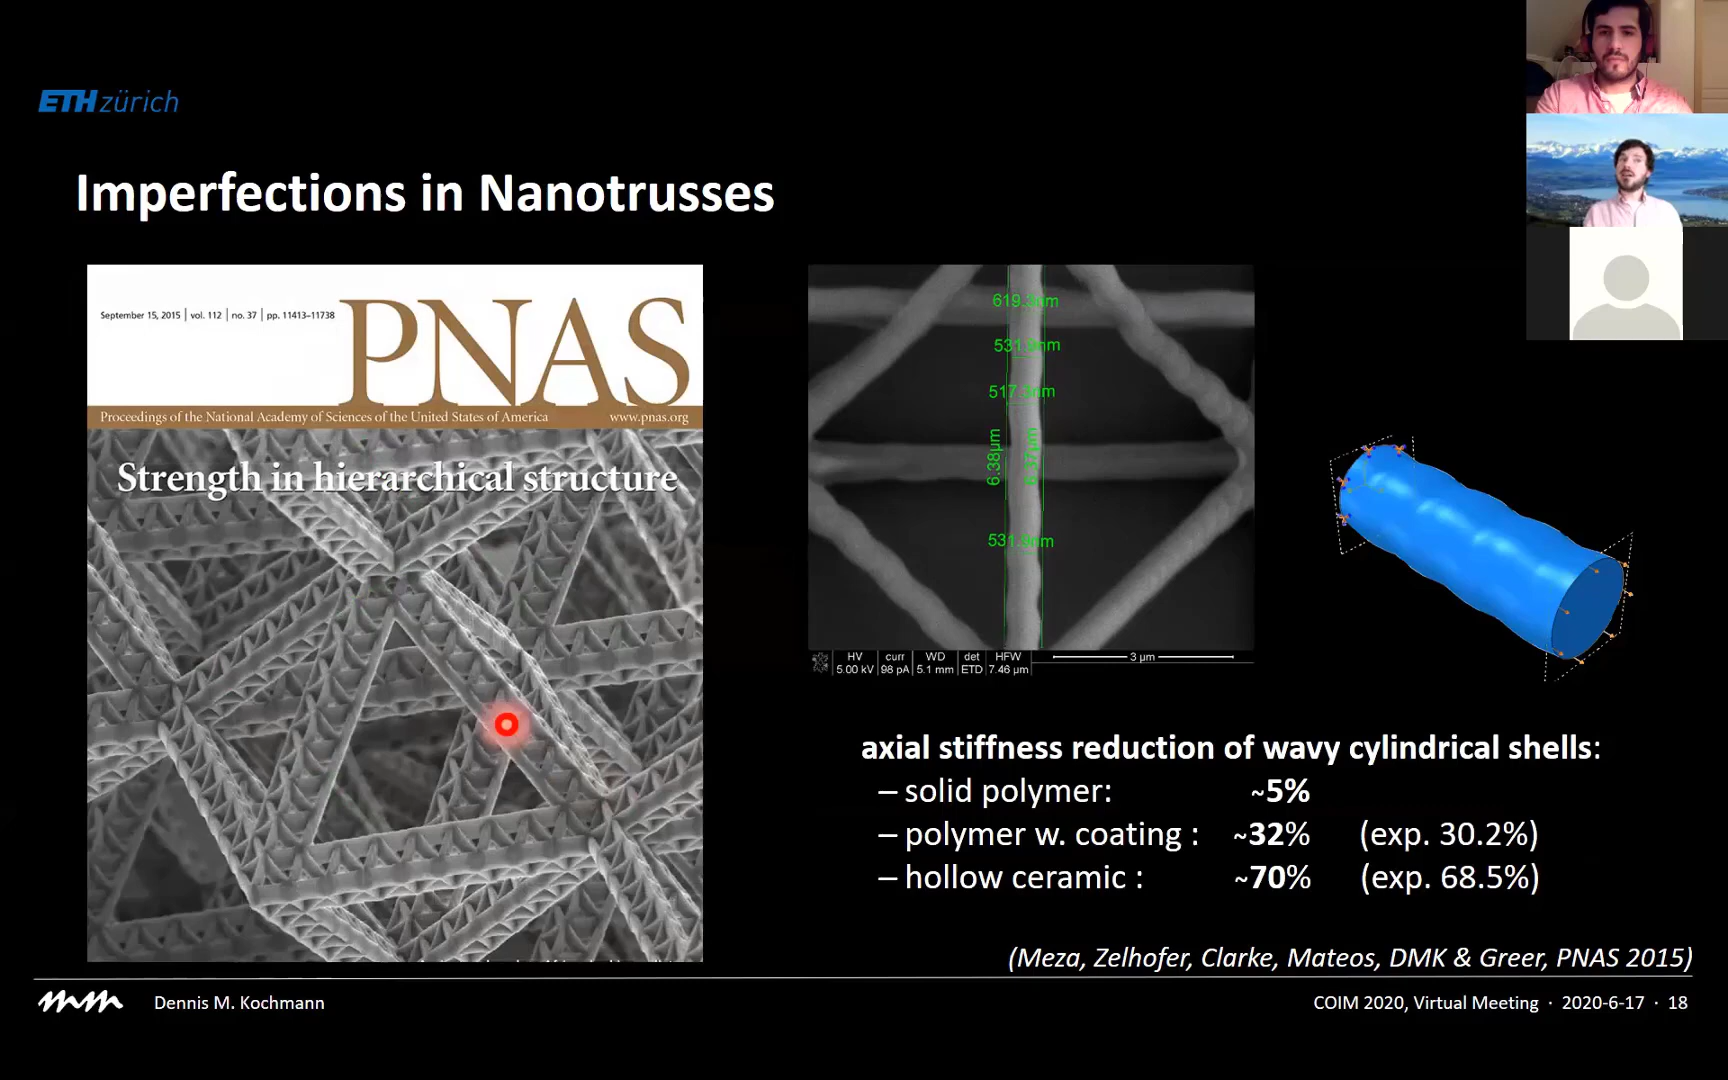 ETH zürich
Imperfections in Nanotrusses
September 15, 2015 | vol. 112 | no. 37 | pp. 11413–11738
PNAS
Proceedings of the National Academy of Sciences of the United States of America www.pnas.org
Strength in hierarchical structure
531.9nm
6.38µm
531.9nm
HV curr WD det HFW 3 µm
5.00 kV 98 pA 5.1 mm ETD 7.46 µm
axial stiffness reduction of wavy cylindrical shells:
– solid polymer: ~5%
– polymer w. coating : ~32% (exp. 30.2%)
– hollow ceramic : ~70% (exp. 68.5%)
(Meza, Zelhofer, Clarke, Mateos, DMK & Greer, PNAS 2015)
Dennis M. Kochmann
COIM 2020, Virtual Meeting · 2020-6-17 · 18